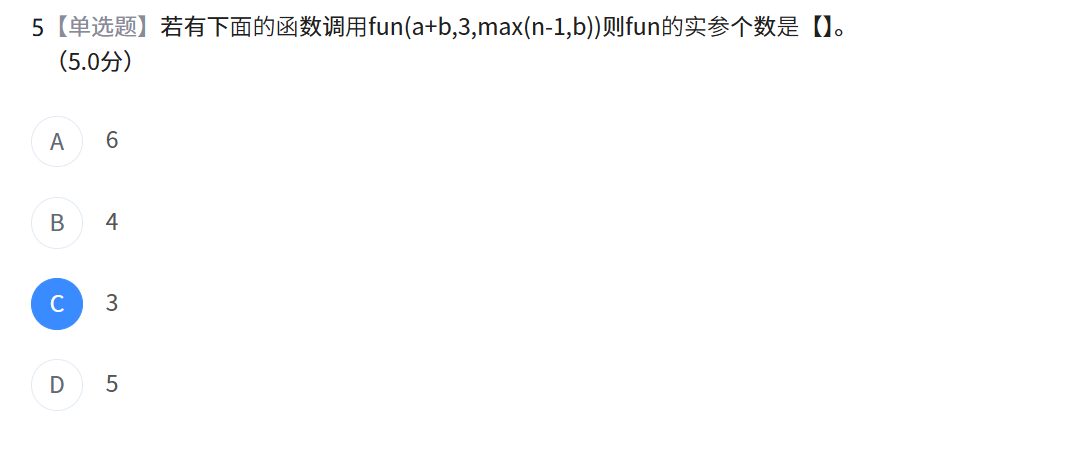 5【单选题】若有下面的函数调用fun(a+b,3,max(n-1,b))则fun的实参个数是【】。
（5.0分）
A 6
B 4
C 3
D 5